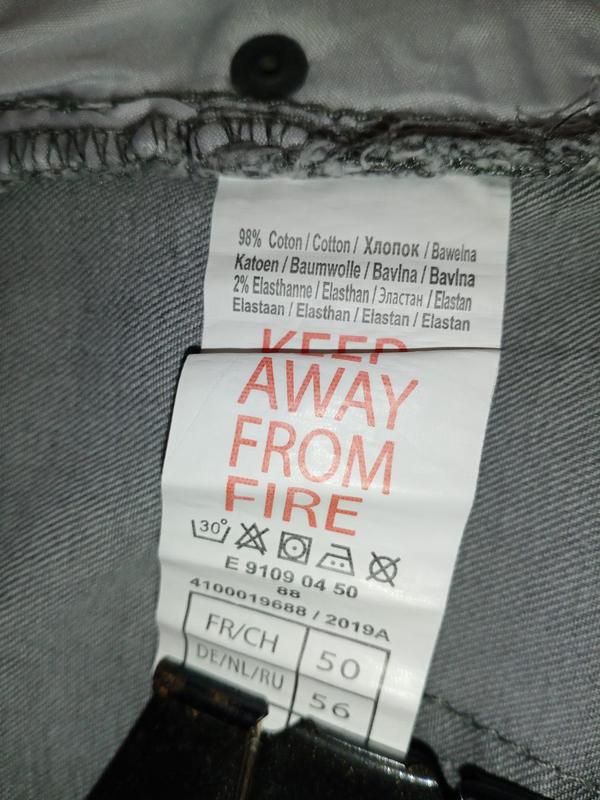 98% Coton / Cotton / Хлопок / Bawełna
Katoen / Baumwolle / Bavlna / Bavlna
2% Elasthanne / Elasthan / Эластан / Elastan
Elastaan / Elasthan / Elastan / Elastan
KEEP
AWAY
FROM
FIRE
30°
E 9109 04 50
88
4100019688 / 2019A
FR/CH 50
DE/NL/RU 56